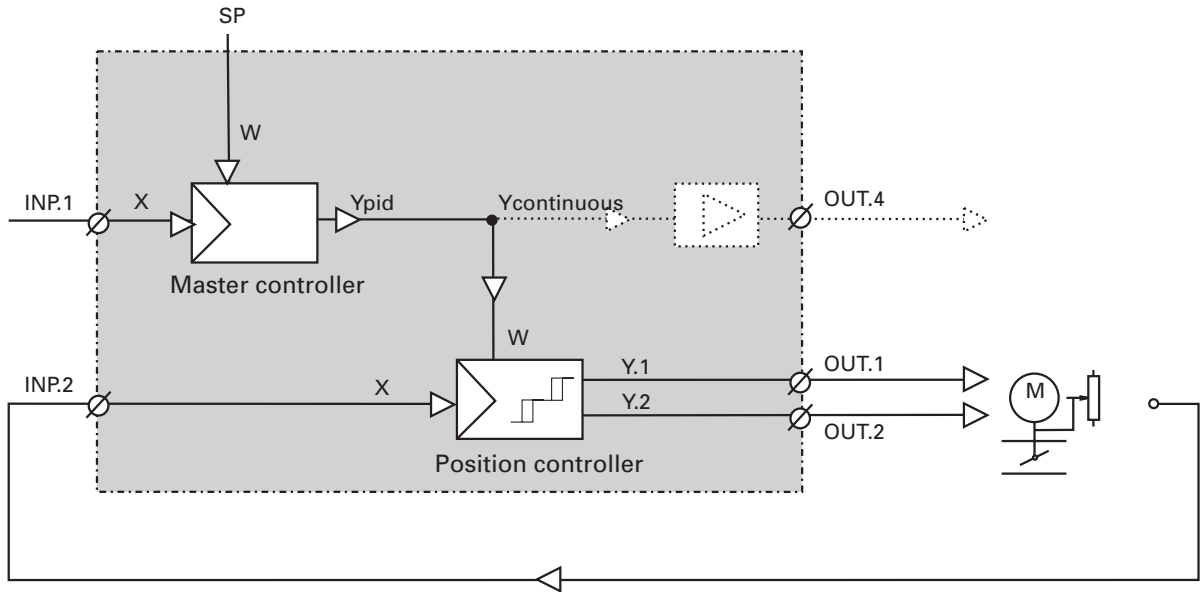 SP
W
INP.1
X
Ypid
Ycontinuous
OUT.4
Master controller
W
INP.2
X
Y.1
OUT.1
M
Y.2
OUT.2
Position controller